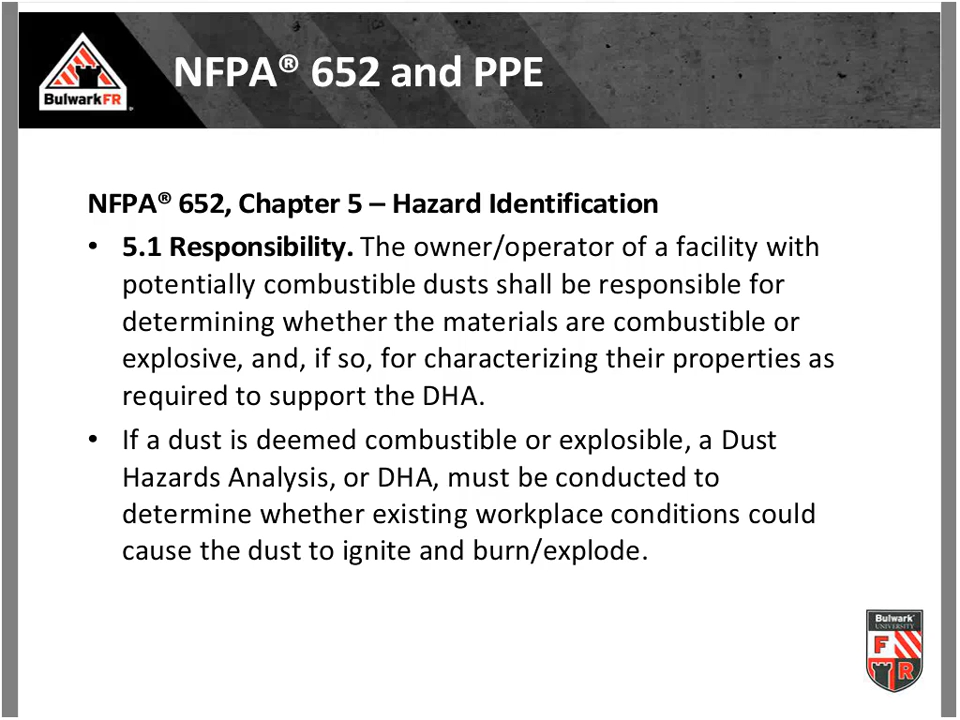 BulwarkFR
NFPA® 652 and PPE
NFPA® 652, Chapter 5 – Hazard Identification
• 5.1 Responsibility. The owner/operator of a facility with
potentially combustible dusts shall be responsible for
determining whether the materials are combustible or
explosive, and, if so, for characterizing their properties as
required to support the DHA.
• If a dust is deemed combustible or explosible, a Dust
Hazards Analysis, or DHA, must be conducted to
determine whether existing workplace conditions could
cause the dust to ignite and burn/explode.
Bulwark
UNIVERSITY
F
R